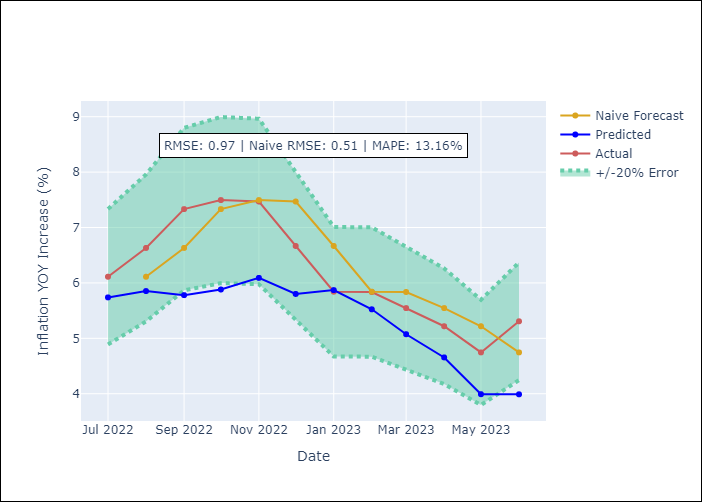 RMSE: 0.97 | Naive RMSE: 0.51 | MAPE: 13.16%
Naive Forecast
Predicted
Actual
+/-20% Error
Inflation YOY Increase (%)
9
8
7
6
5
4
Jul 2022
Sep 2022
Nov 2022
Jan 2023
Mar 2023
May 2023
Date